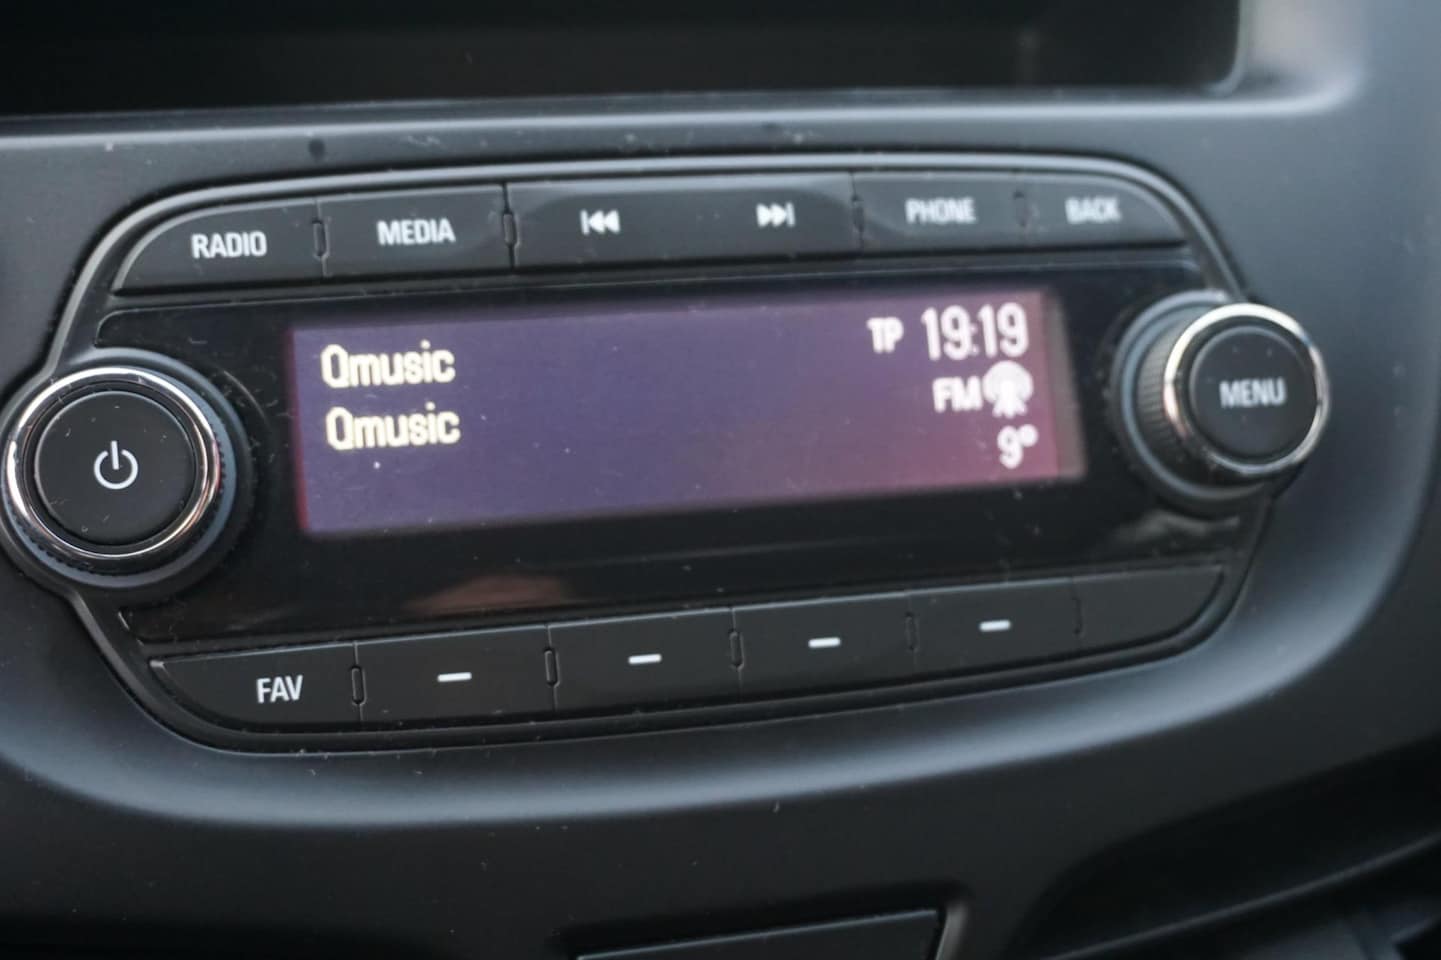 RADIO MEDIA PHONE BACK
Qmusic TP 19:19
Qmusic FM
9°
MENU
FAV